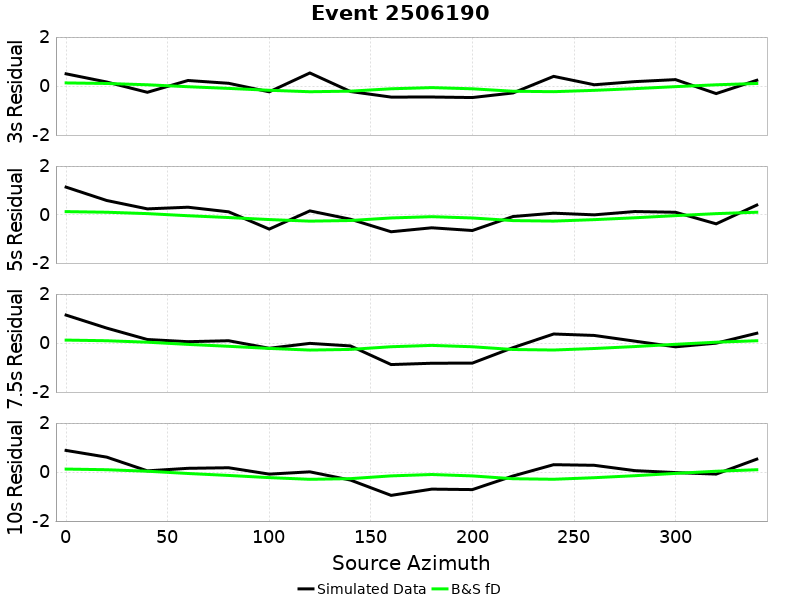 Event 2506190
3s Residual
2
0
-2
5s Residual
2
0
-2
7.5s Residual
2
0
-2
10s Residual
2
0
-2
0 50 100 150 200 250 300
Source Azimuth
Simulated Data B&S fD